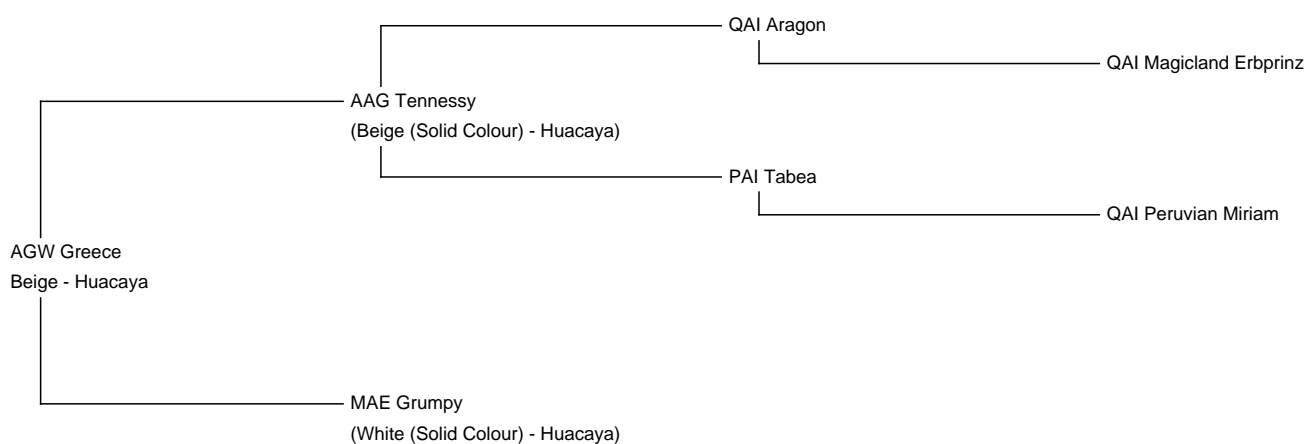 QAI Aragon
QAI Magicland Erbprinz
AAG Tennessy
(Beige (Solid Colour) - Huacaya)
PAI Tabea
QAI Peruvian Miriam
AGW Greece
Beige - Huacaya
MAE Grumpy
(White (Solid Colour) - Huacaya)